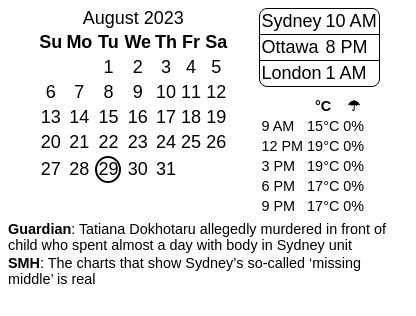 August 2023
Su Mo Tu We Th Fr Sa
1 2 3 4 5
6 7 8 9 10 11 12
13 14 15 16 17 18 19
20 21 22 23 24 25 26
27 28 29 30 31
Sydney 10 AM
Ottawa 8 PM
London 1 AM
°C ☂
9 AM 15°C 0%
12 PM 19°C 0%
3 PM 19°C 0%
6 PM 17°C 0%
9 PM 17°C 0%
Guardian: Tatiana Dokhotaru allegedly murdered in front of
child who spent almost a day with body in Sydney unit
SMH: The charts that show Sydney’s so-called ‘missing
middle’ is real